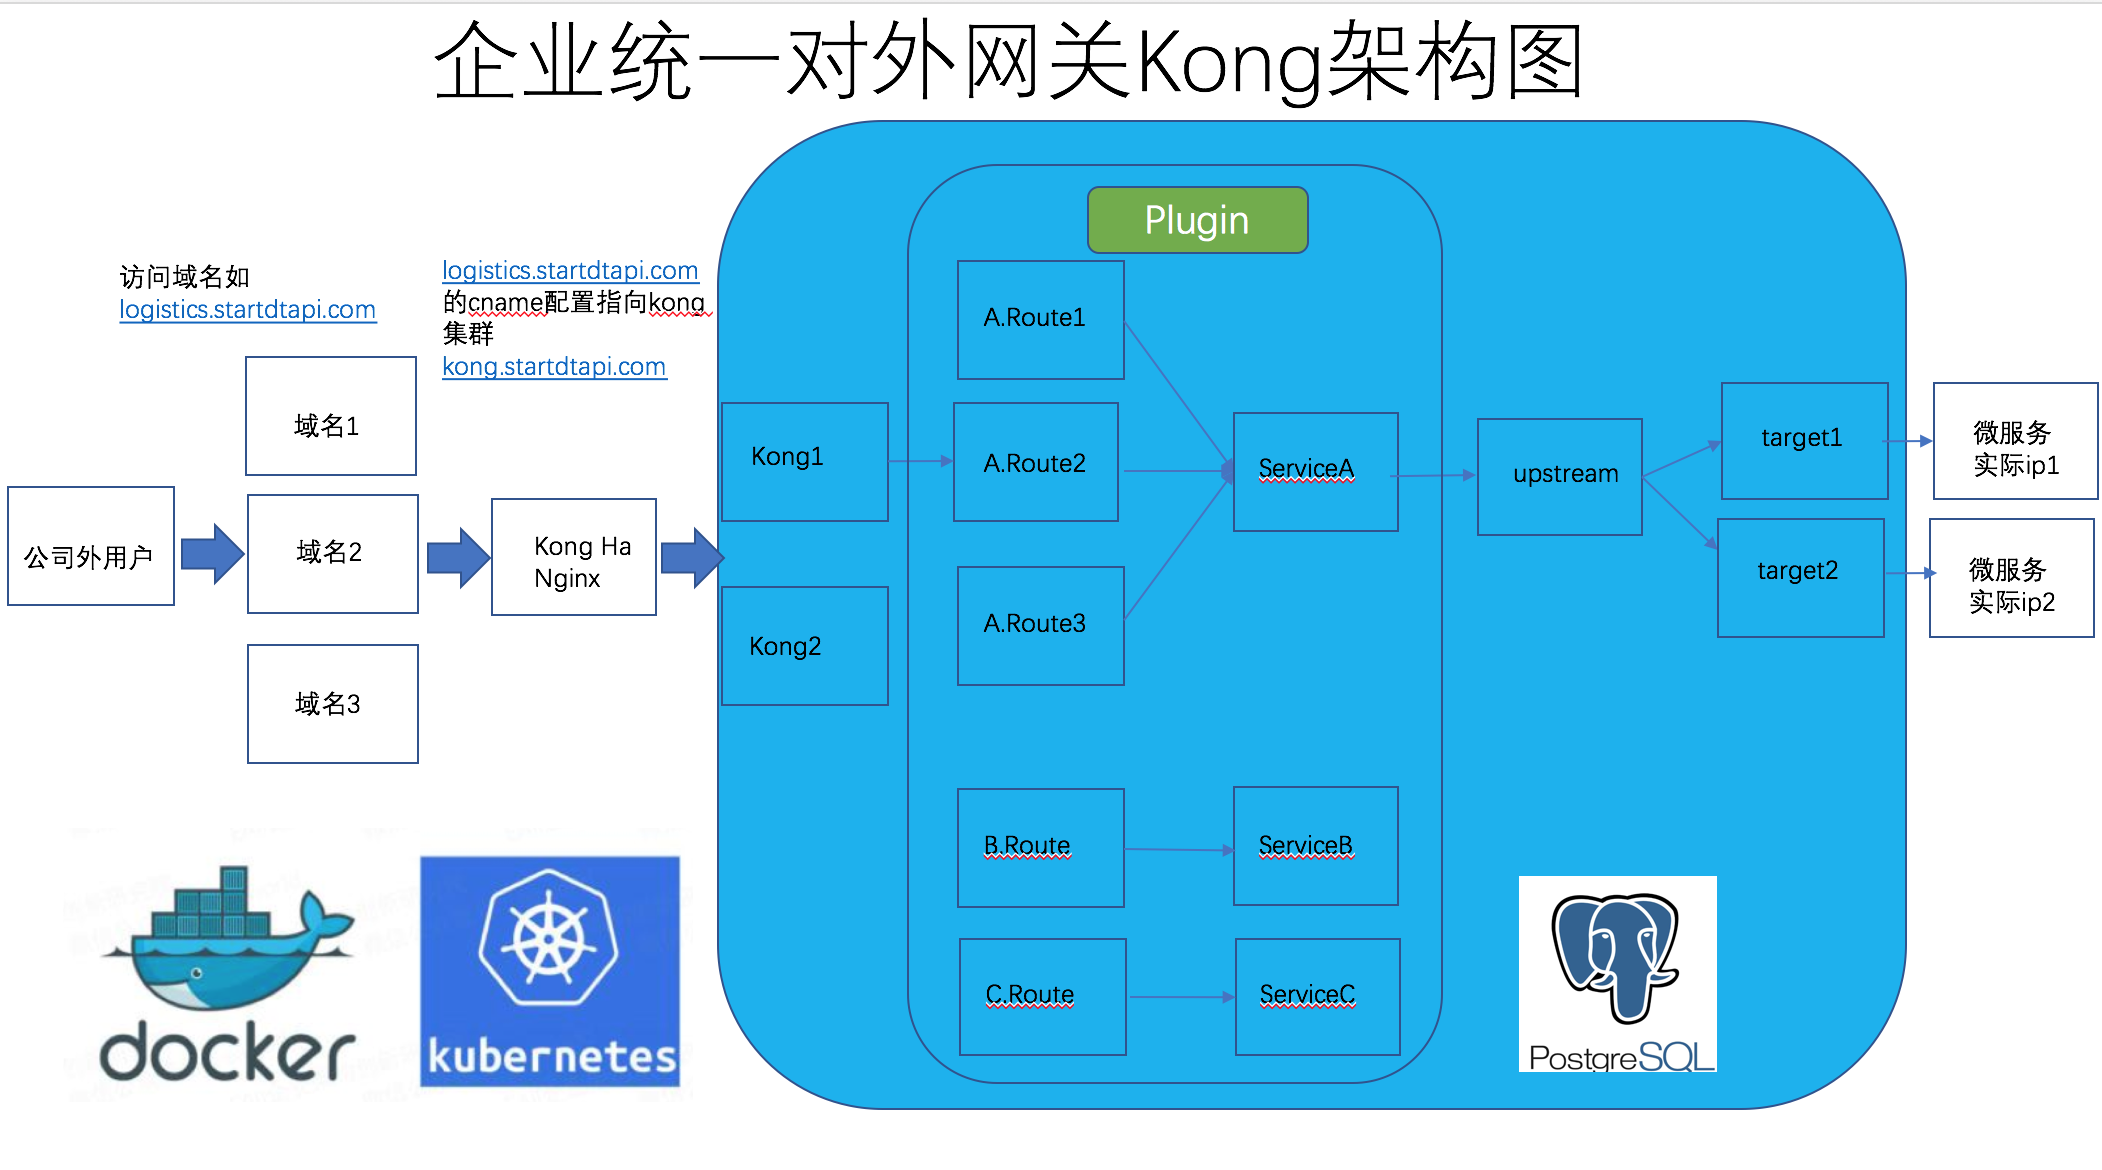 企业统一对外网关Kong架构图
Plugin
访问域名如
logistics.startdtapi.com
logistics.startdtapi.com
的cname配置指向kong
集群
kong.startdtapi.com
公司外用户
域名1
域名2
域名3
Kong Ha
Nginx
Kong1
Kong2
A.Route1
A.Route2
A.Route3
ServiceA
upstream
target1
target2
微服务
实际ip1
微服务
实际ip2
B.Route
ServiceB
C.Route
ServiceC
docker
kubernetes
PostgreSQL